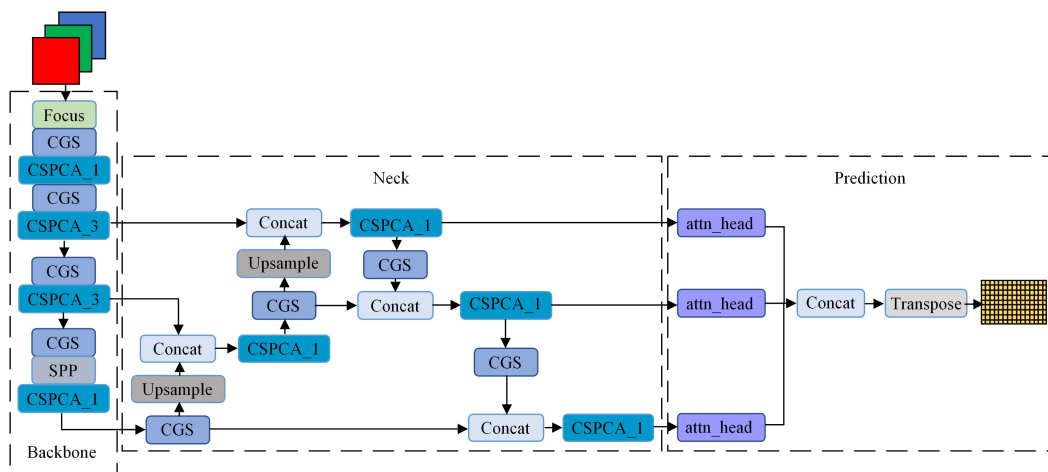 Focus
CGS
CSPCA_1
CGS
CSPCA_3
CGS
CSPCA_3
CGS
SPP
CSPCA_1
Backbone
Neck
Concat
CSPCA_1
Upsample
CGS
CGS
Concat
CSPCA_1
Concat
CSPCA_1
CGS
Upsample
CGS
Concat
CSPCA_1
Prediction
attn_head
attn_head
Concat
Transpose
attn_head